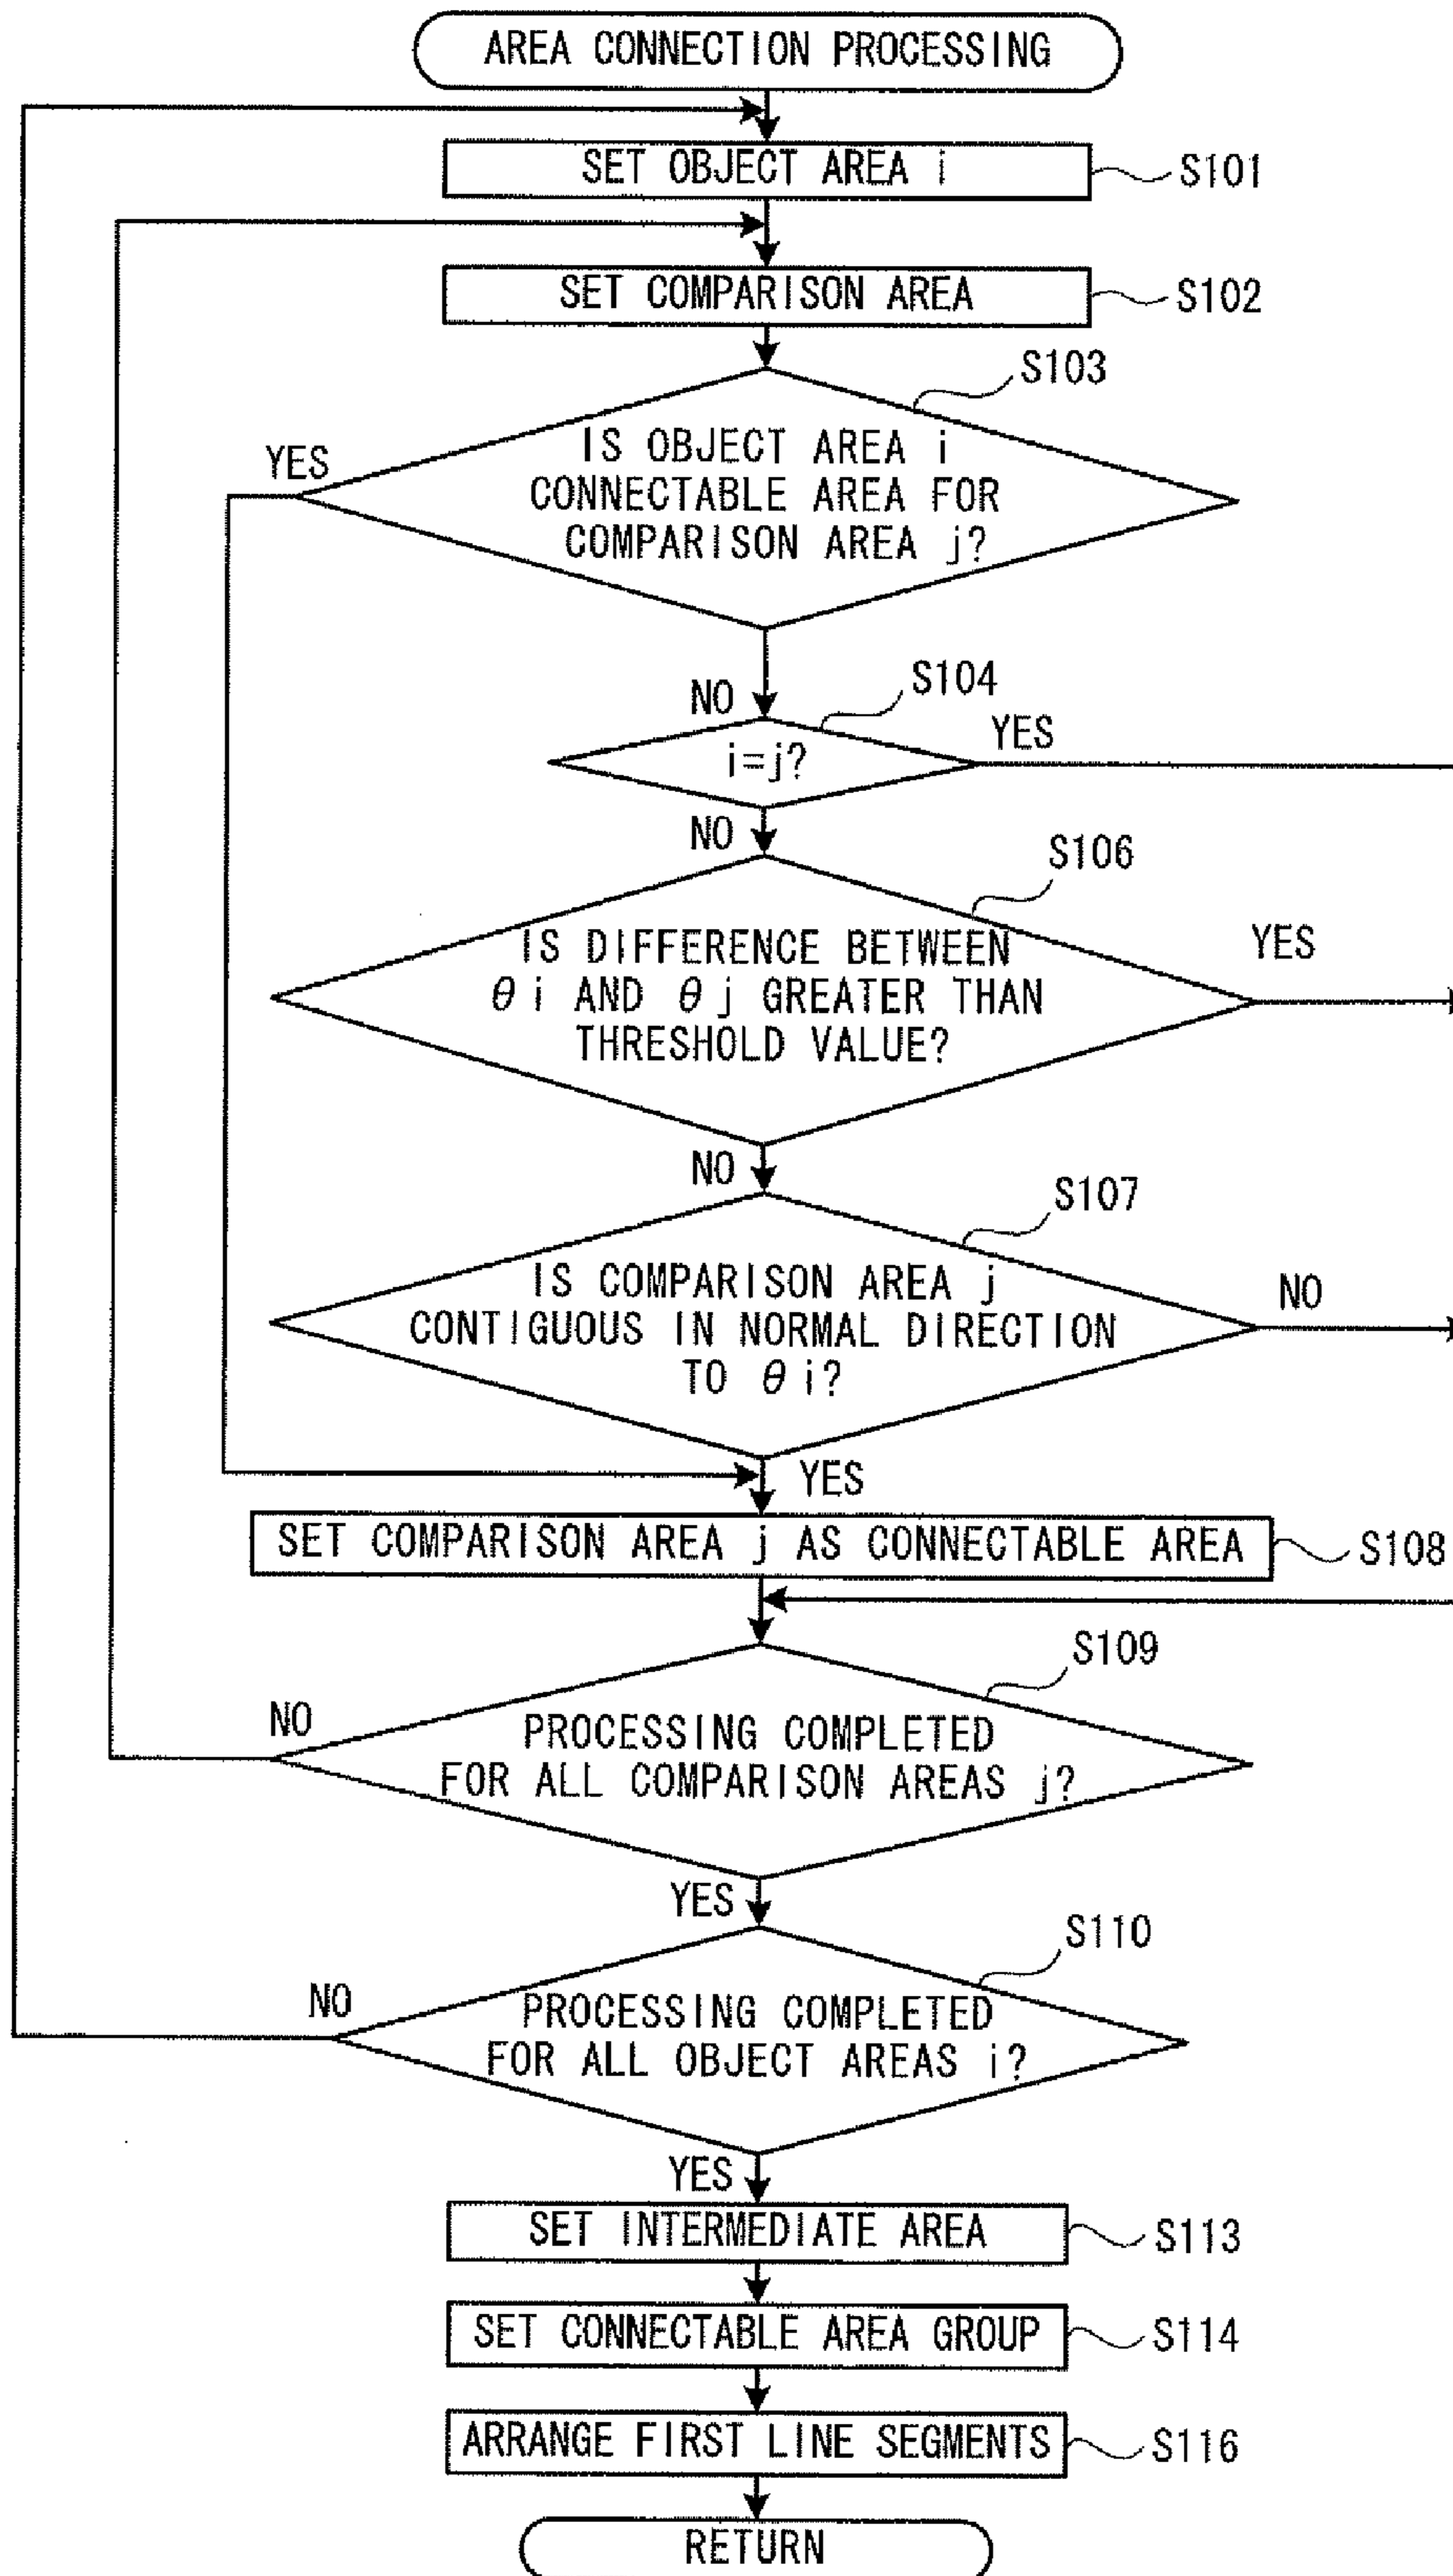 AREA CONNECTION PROCESSING
SET OBJECT AREA i
S101
SET COMPARISON AREA
S102
S103
IS OBJECT AREA i
CONNECTABLE AREA FOR
COMPARISON AREA j?
YES
NO
S104
i=j?
YES
NO
S106
IS DIFFERENCE BETWEEN
θi AND θj GREATER THAN
THRESHOLD VALUE?
YES
NO
S107
IS COMPARISON AREA j
CONTIGUOUS IN NORMAL DIRECTION
TO θi?
NO
YES
SET COMPARISON AREA j AS CONNECTABLE AREA
S108
S109
NO
PROCESSING COMPLETED
FOR ALL COMPARISON AREAS j?
YES
S110
NO
PROCESSING COMPLETED
FOR ALL OBJECT AREAS i?
YES
SET INTERMEDIATE AREA
S113
SET CONNECTABLE AREA GROUP
S114
ARRANGE FIRST LINE SEGMENTS
S116
RETURN